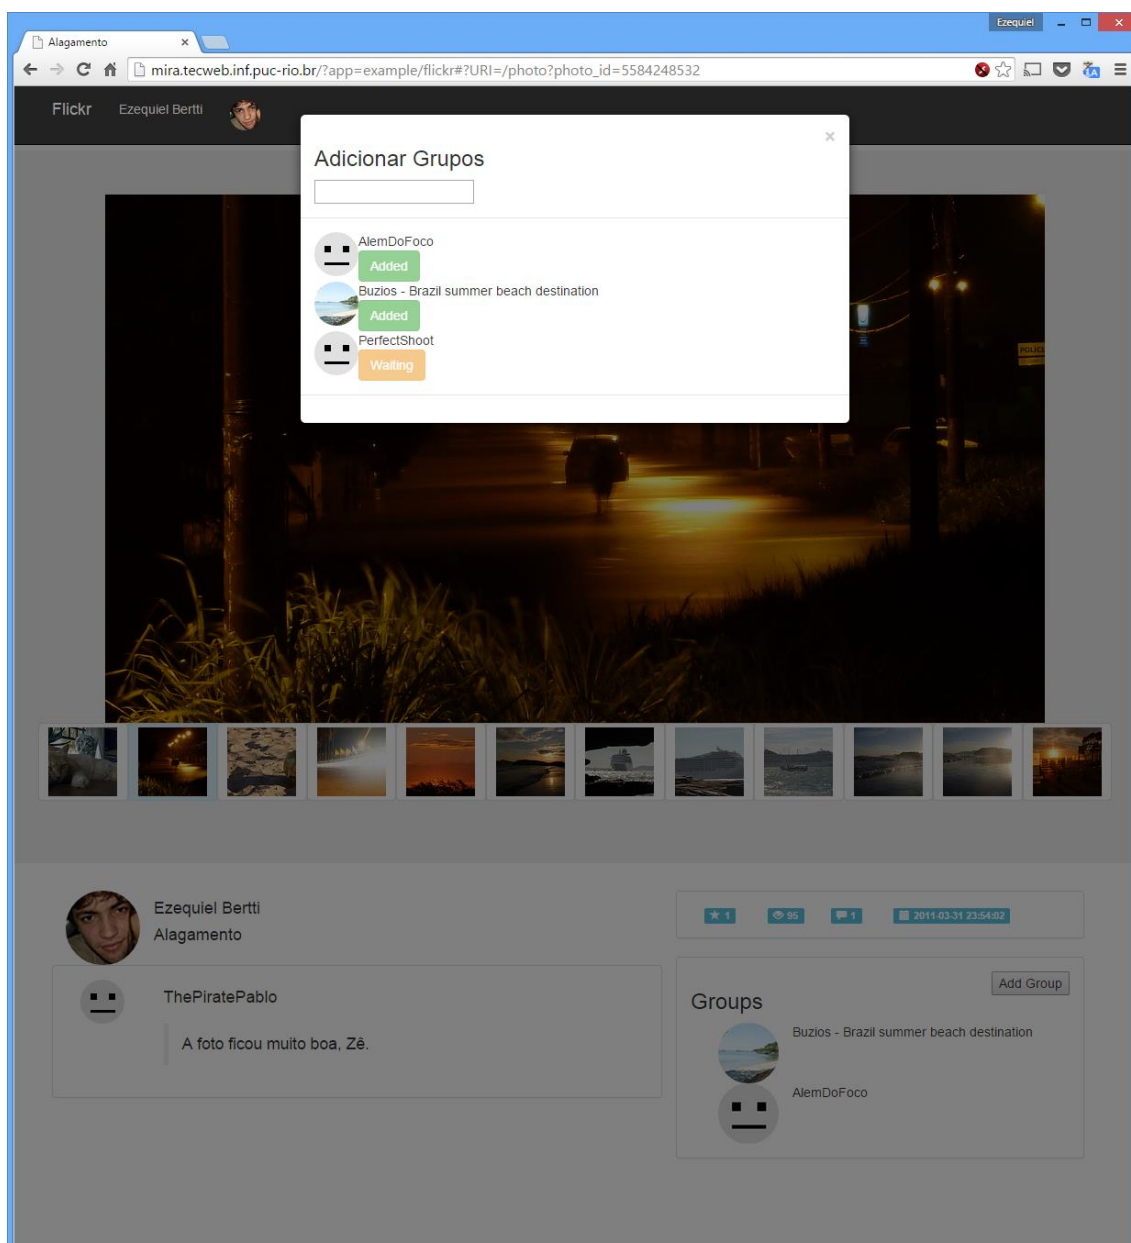 Ezequiel
Alagamento
mira.tecweb.inf.puc-rio.br/?app=example/flickr#?URI=/photo?photo_id=5584248532
Flickr Ezequiel Bertti
Adicionar Grupos
AlemDoFoco
Added
Buzios - Brazil summer beach destination
Added
PerfectShoot
Waiting
POLICI
Ezequiel Bertti
Alagamento
1 95 1 2011-03-31 23:54:02
ThePiratePablo
A foto ficou muito boa, Zê.
Add Group
Groups
Buzios - Brazil summer beach destination
AlemDoFoco